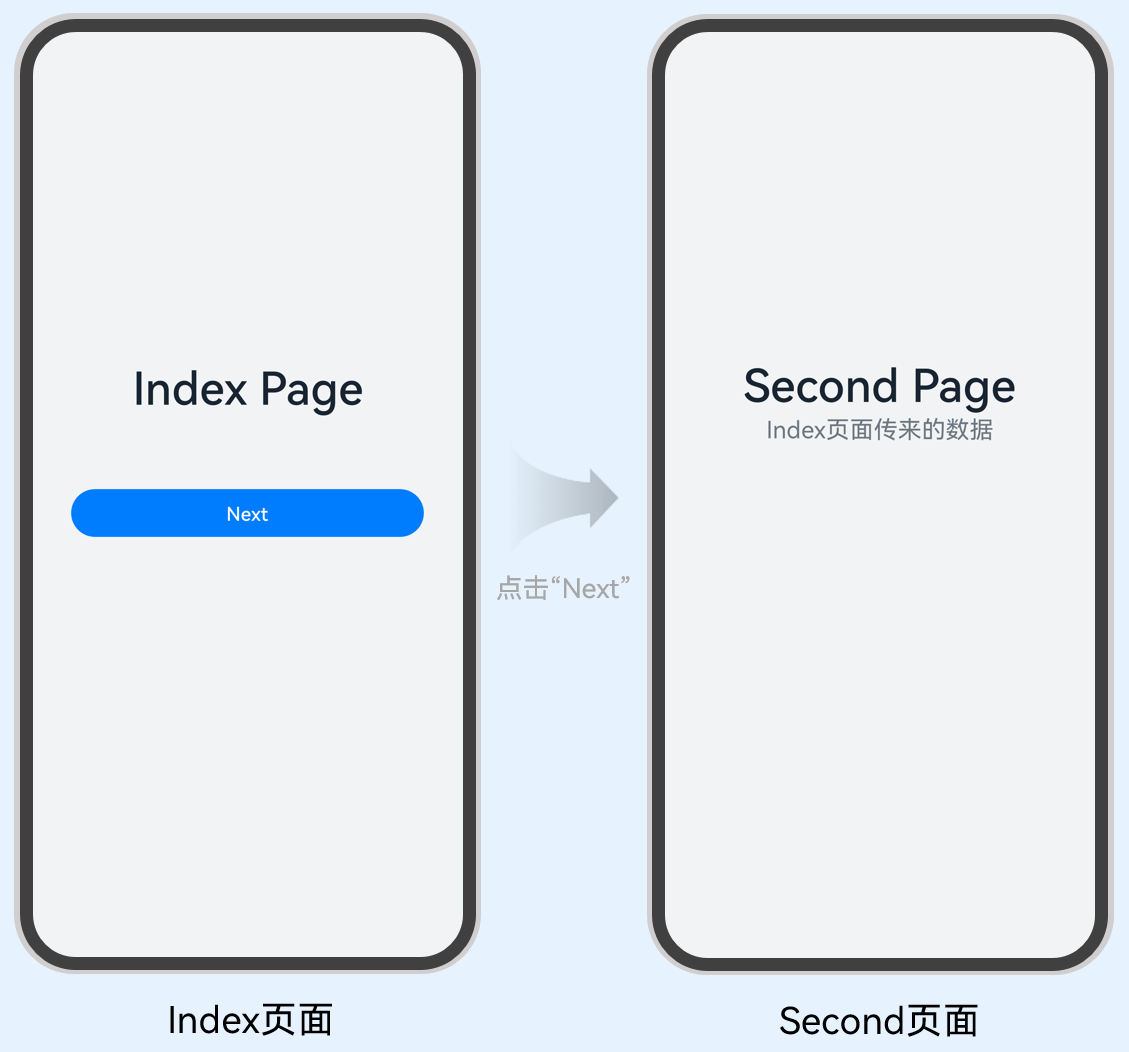 Index Page
Next
点击“Next”
Second Page
Index页面传来的数据
Index页面
Second页面